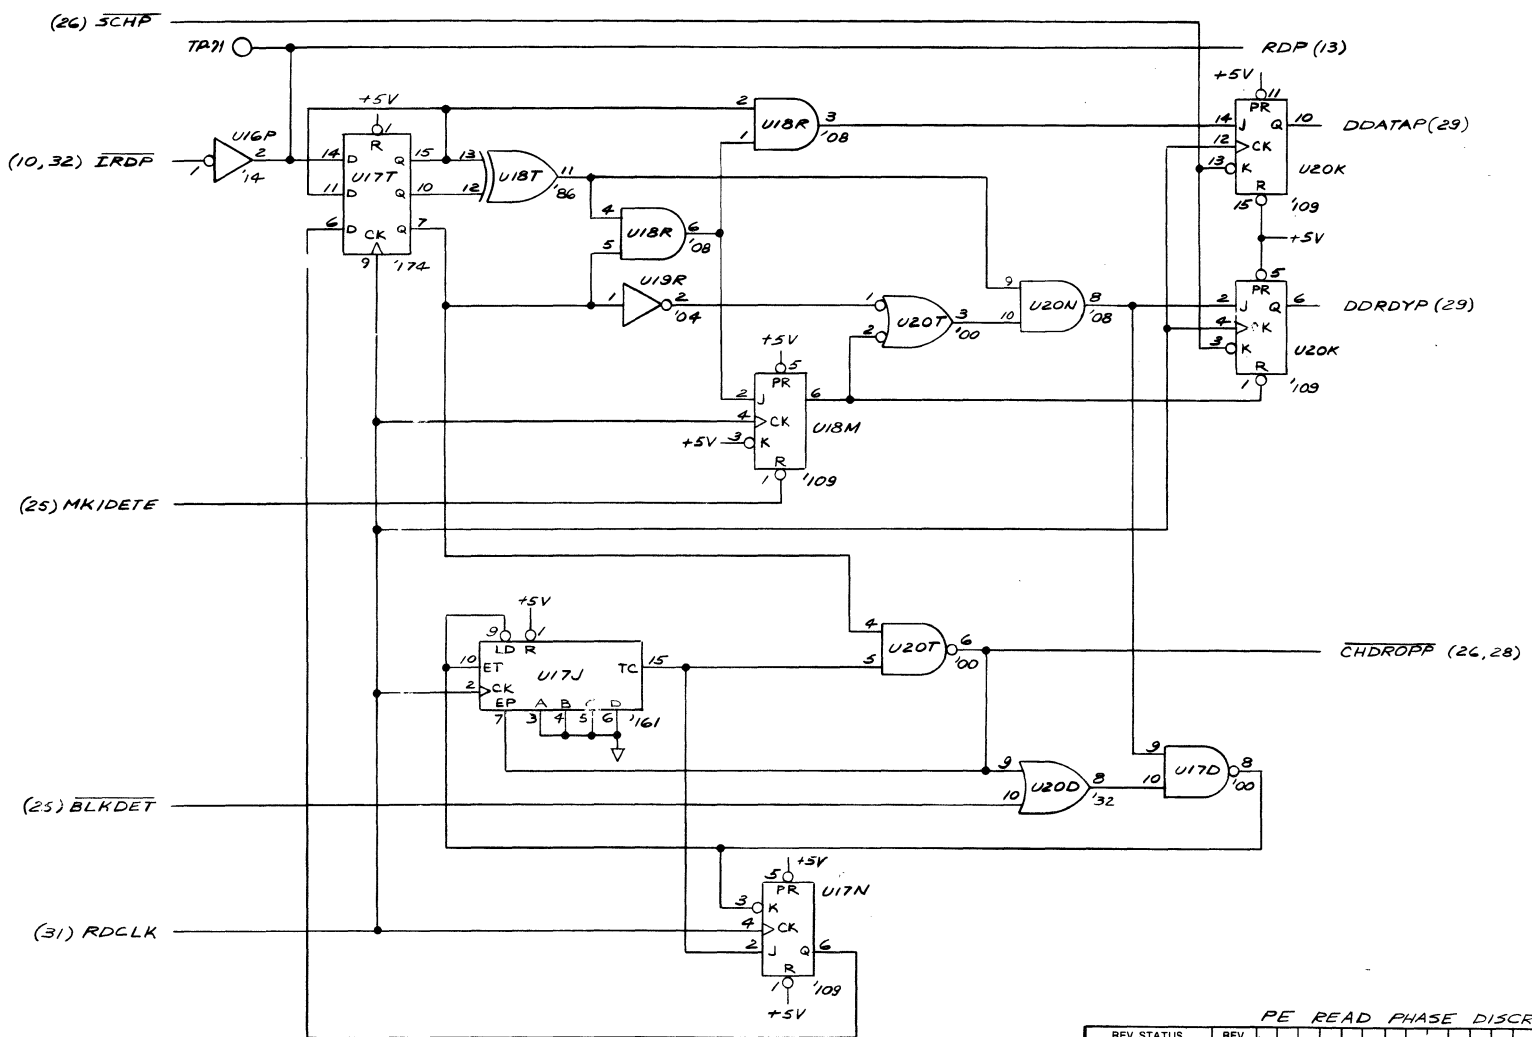 (26) SCHP
TP71
RDP (13)
+5V
11
PR
J
Q
14
10
DDATAP (29)
12
CK
13
K
U20K
R
15
'109
+5V
+5V
1
R
2
1
U18R
3
'08
(10, 32) IRDP
1
U16P
2
'14
14
D
Q
15
U17T
11
D
Q
10
6
D
CK
Q
7
9
'174
13
12
U18T
11
'86
4
5
U18R
6
'08
U19R
1
2
'04
1
2
U20T
3
'00
9
10
U20N
8
'08
5
PR
2
J
Q
6
DDRDYP (29)
4
CK
3
K
U20K
R
1
'109
+5V
5
PR
2
J
6
4
CK
U18M
+5V
3
K
R
1
'109
(25) MK1DETE
+5V
9
1
LD
R
10
ET
U17J
TC
15
2
CK
EP
A
B
C
D
7
3
4
5
6
'161
4
5
U20T
6
'00
CHDROPP (26, 28)
9
10
U20D
8
'32
9
10
U17D
8
'00
(25) BLKDET
+5V
5
PR
U17N
3
K
4
CK
2
J
Q
6
R
1
'109
+5V
(31) RDCLK
PE READ PHASE DISCR
REV STATUS
REV